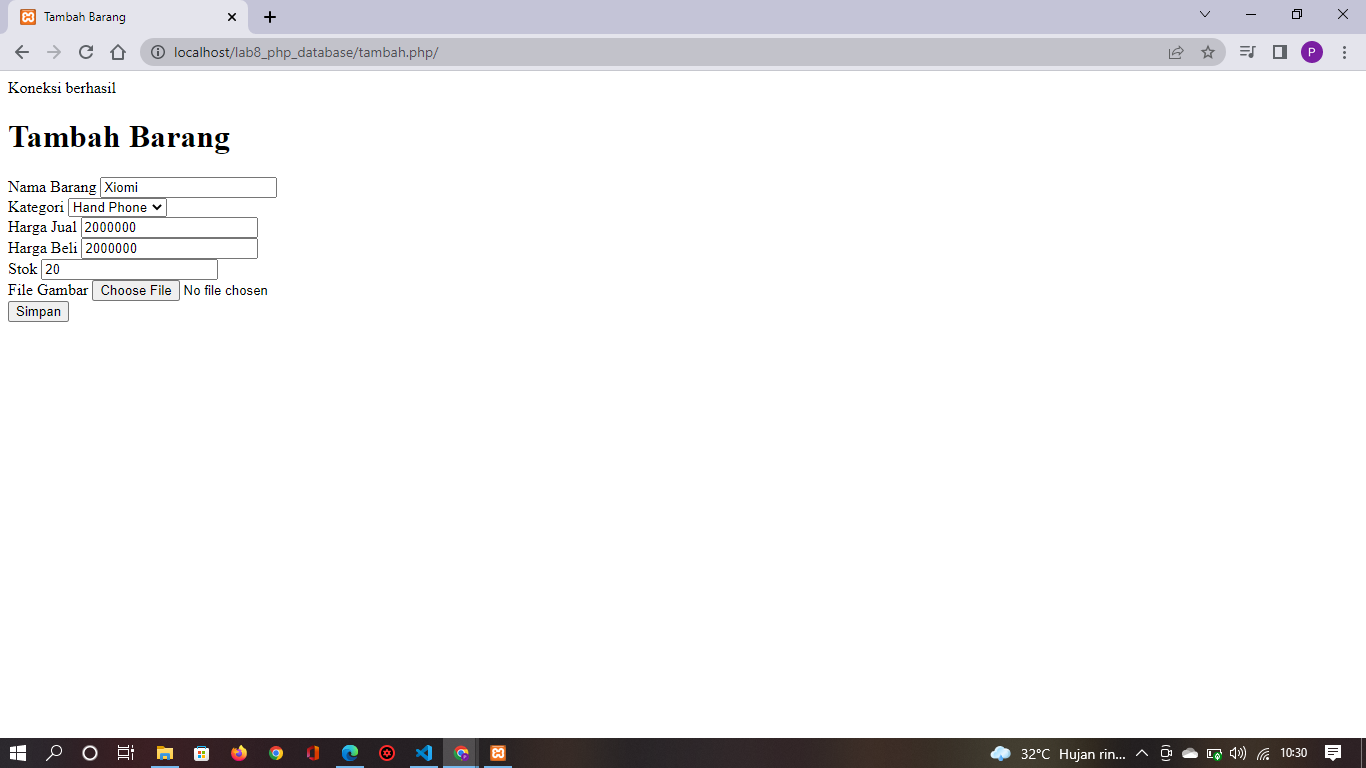 Tambah Barang
localhost/lab8_php_database/tambah.php/
P
Koneksi berhasil
Tambah Barang
Nama Barang Xiomi
Kategori Hand Phone
Harga Jual 2000000
Harga Beli 2000000
Stok 20
File Gambar Choose File No file chosen
Simpan
32°C Hujan rin... 10:30